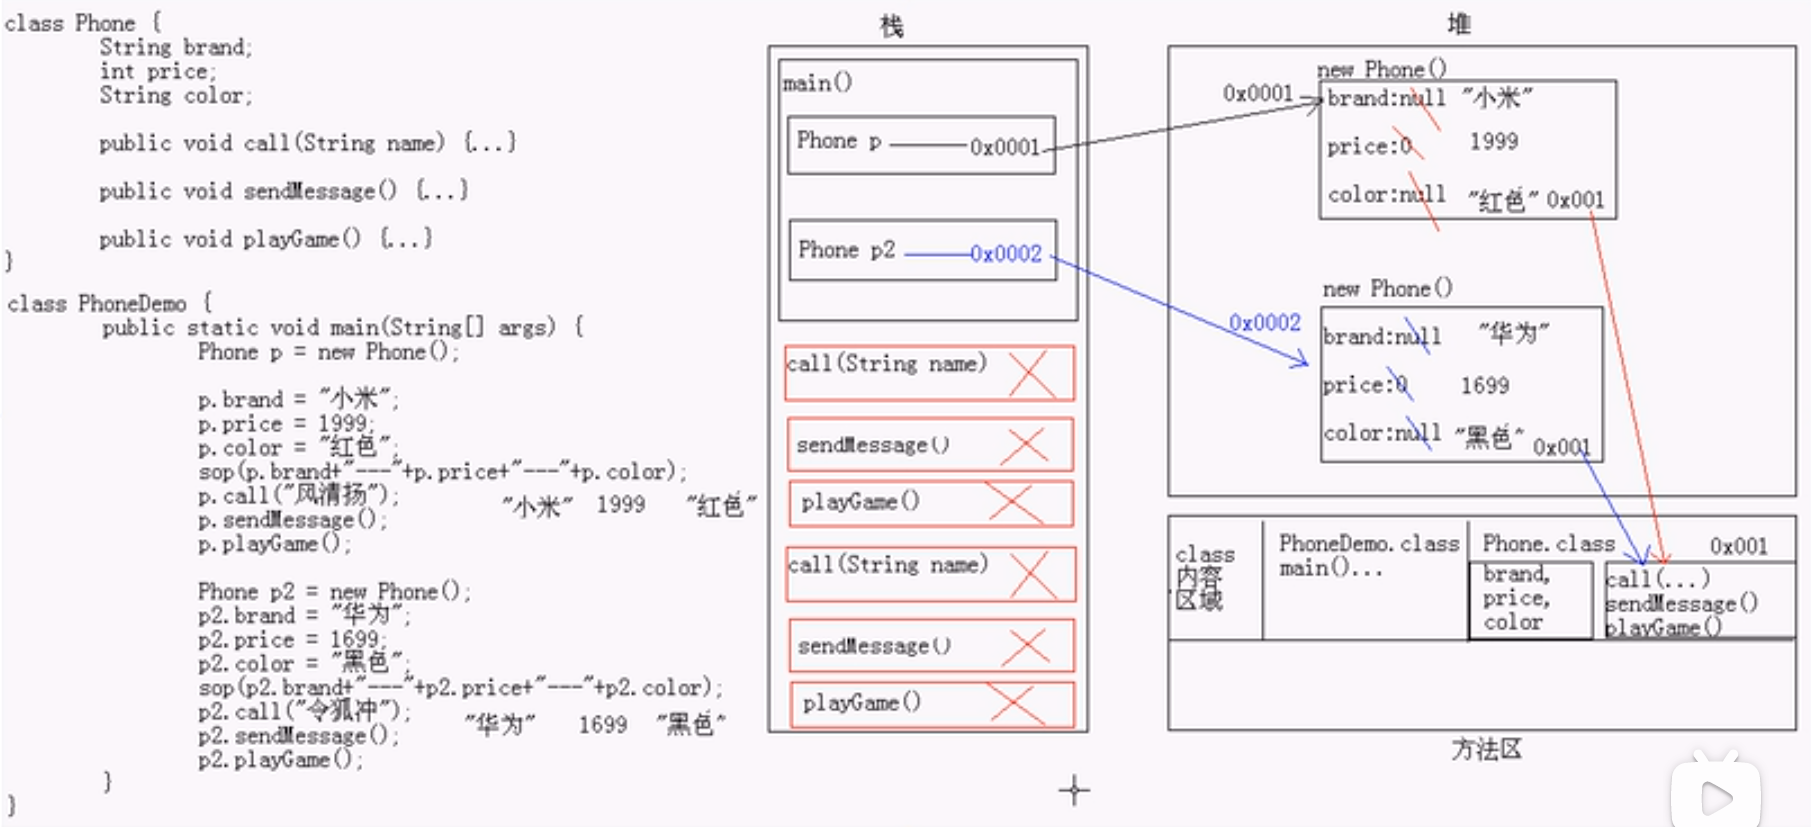 class Phone {
String brand;
int price;
String color;
public void call(String name) {...}
public void sendMessage() {...}
public void playGame() {...}
}
class PhoneDemo {
public static void main(String[] args) {
Phone p = new Phone();
p.brand = "小米";
p.price = 1999;
p.color = "红色";
sop(p.brand+"---"+p.price+"---"+p.color);
p.call("风清扬");
"小米" 1999 "红色"
p.sendMessage();
p.playGame();
Phone p2 = new Phone();
p2.brand = "华为";
p2.price = 1699;
p2.color = "黑色";
sop(p2.brand+"---"+p2.price+"---"+p2.color);
p2.call("令狐冲");
"华为" 1699 "黑色"
p2.sendMessage();
p2.playGame();
}
}
栈
main()
Phone p 0x0001
Phone p2 0x0002
call(String name)
sendMessage()
playGame()
call(String name)
sendMessage()
playGame()
堆
new Phone()
0x0001
brand:null "小米"
price:0 1999
color:null "红色" 0x001
new Phone()
0x0002
brand:null "华为"
price:0 1699
color:null "黑色" 0x001
class
内容
区域
PhoneDemo.class
main()...
Phone.class 0x001
brand,
price,
color
call(...)
sendMessage()
playGame()
方法区